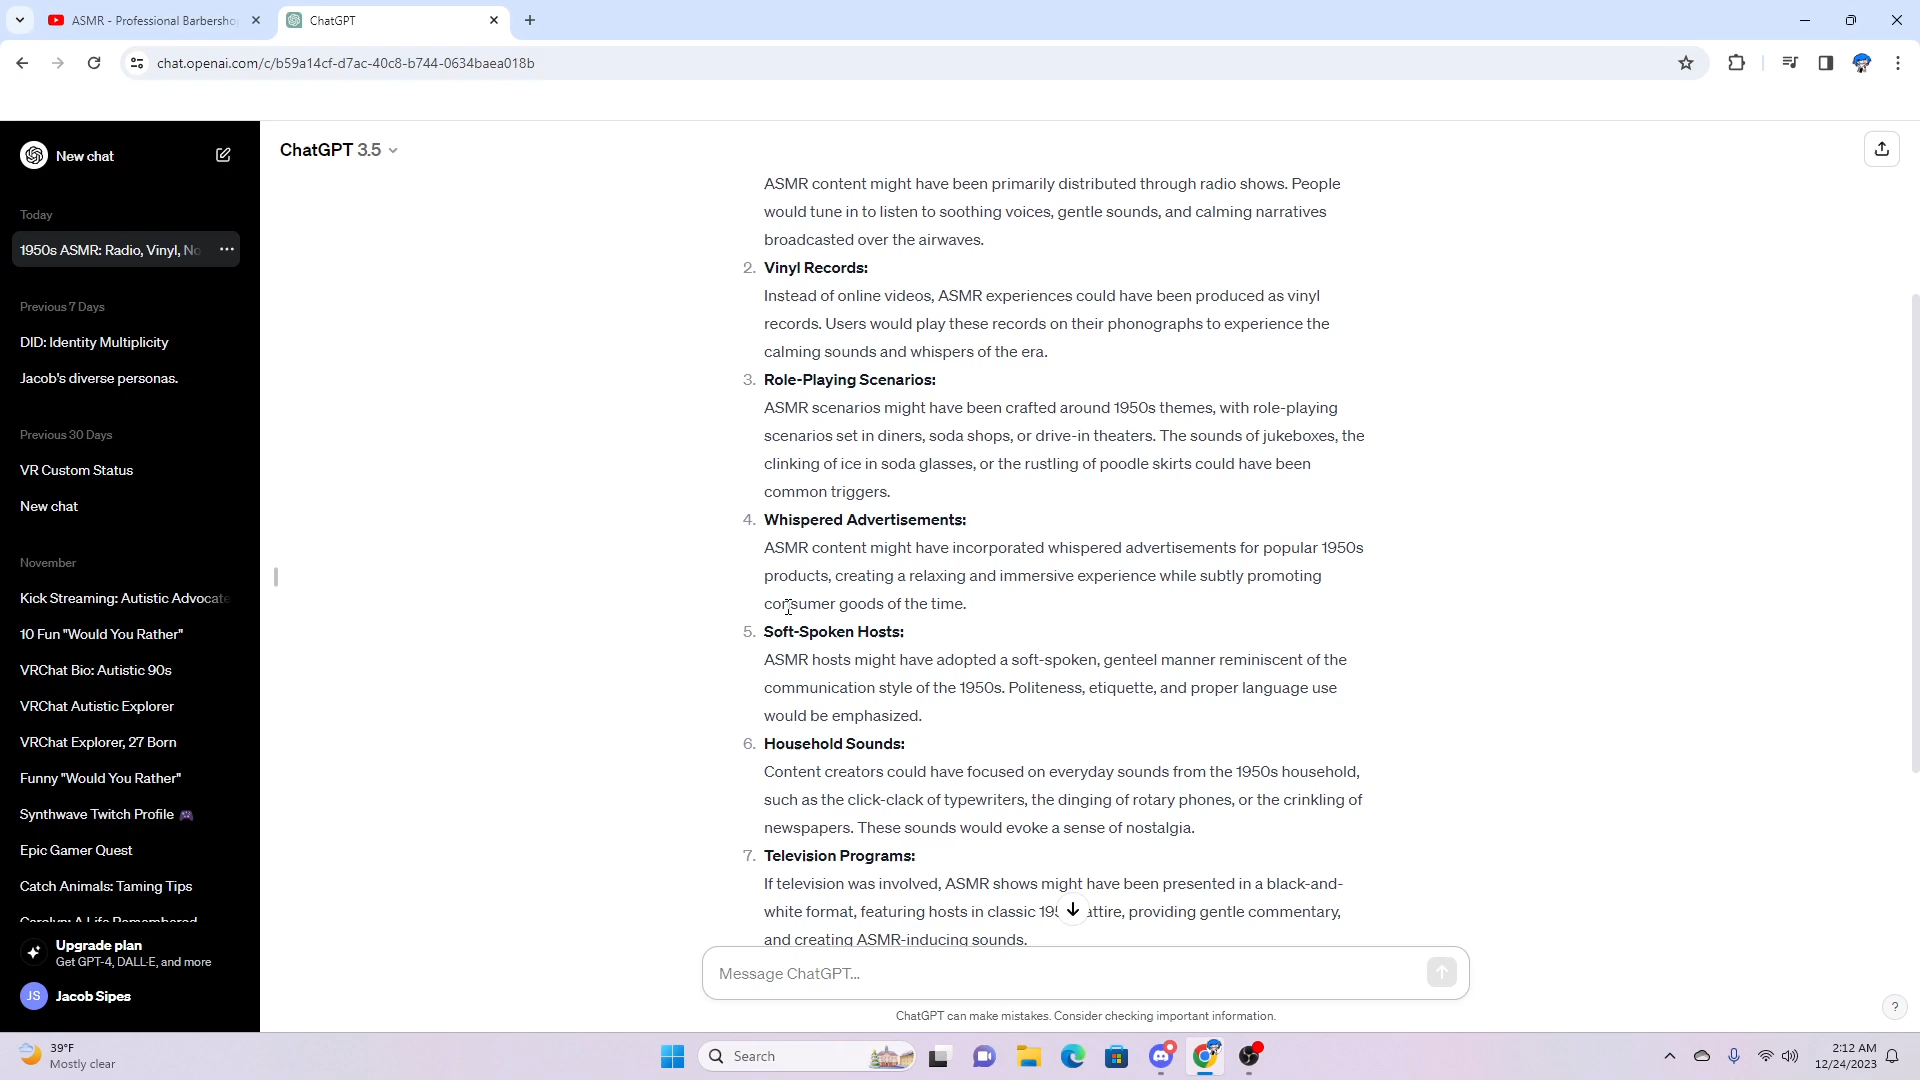 ASMR - Professional Barbersho
ChatGPT
chat.openai.com/c/b59a14cf-d7ac-40c8-b744-0634baea018b
New chat
Today
1950s ASMR: Radio, Vinyl, No
Previous 7 Days
DID: Identity Multiplicity
Jacob's diverse personas.
Previous 30 Days
VR Custom Status
New chat
November
Kick Streaming: Autistic Advocate
10 Fun "Would You Rather"
VRChat Bio: Autistic 90s
VRChat Autistic Explorer
VRChat Explorer, 27 Born
Funny "Would You Rather"
Synthwave Twitch Profile 🎮
Epic Gamer Quest
Catch Animals: Taming Tips
Carolyn: A Life Remembered
Upgrade plan
Get GPT-4, DALL·E, and more
JS Jacob Sipes
ChatGPT 3.5
ASMR content might have been primarily distributed through radio shows. People
would tune in to listen to soothing voices, gentle sounds, and calming narratives
broadcasted over the airwaves.
2. Vinyl Records:
Instead of online videos, ASMR experiences could have been produced as vinyl
records. Users would play these records on their phonographs to experience the
calming sounds and whispers of the era.
3. Role-Playing Scenarios:
ASMR scenarios might have been crafted around 1950s themes, with role-playing
scenarios set in diners, soda shops, or drive-in theaters. The sounds of jukeboxes, the
clinking of ice in soda glasses, or the rustling of poodle skirts could have been
common triggers.
4. Whispered Advertisements:
ASMR content might have incorporated whispered advertisements for popular 1950s
products, creating a relaxing and immersive experience while subtly promoting
consumer goods of the time.
5. Soft-Spoken Hosts:
ASMR hosts might have adopted a soft-spoken, genteel manner reminiscent of the
communication style of the 1950s. Politeness, etiquette, and proper language use
would be emphasized.
6. Household Sounds:
Content creators could have focused on everyday sounds from the 1950s household,
such as the click-clack of typewriters, the dinging of rotary phones, or the crinkling of
newspapers. These sounds would evoke a sense of nostalgia.
7. Television Programs:
If television was involved, ASMR shows might have been presented in a black-and-
white format, featuring hosts in classic 195 attire, providing gentle commentary,
and creating ASMR-inducing sounds.
Message ChatGPT...
ChatGPT can make mistakes. Consider checking important information.
?
39°F
Mostly clear
Search
2:12 AM
12/24/2023